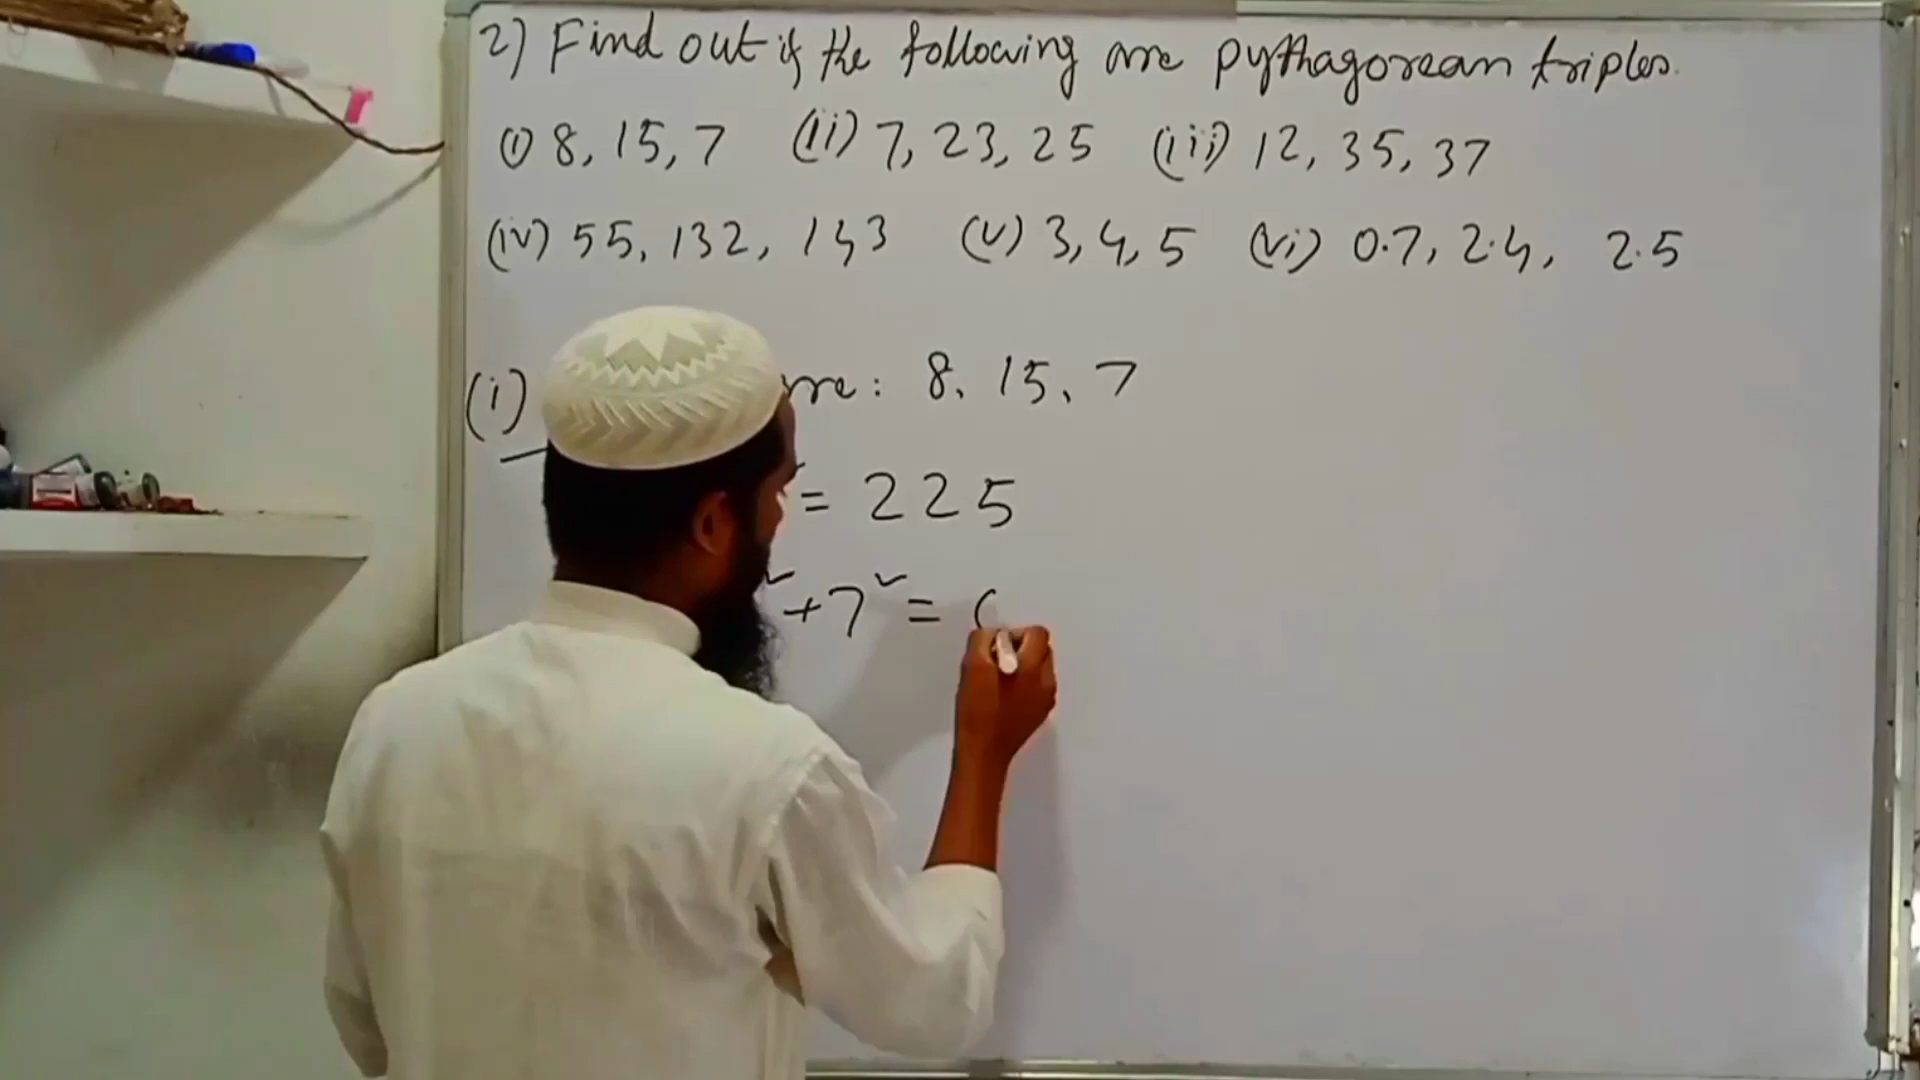 2) Find out if the following are pythagorean triples.
(i) 8, 15, 7 (ii) 7, 23, 25 (iii) 12, 35, 37
(iv) 55, 132, 143 (v) 3, 4, 5 (vi) 0.7, 2.4, 2.5
(i) : 8, 15, 7
= 225
+7² =